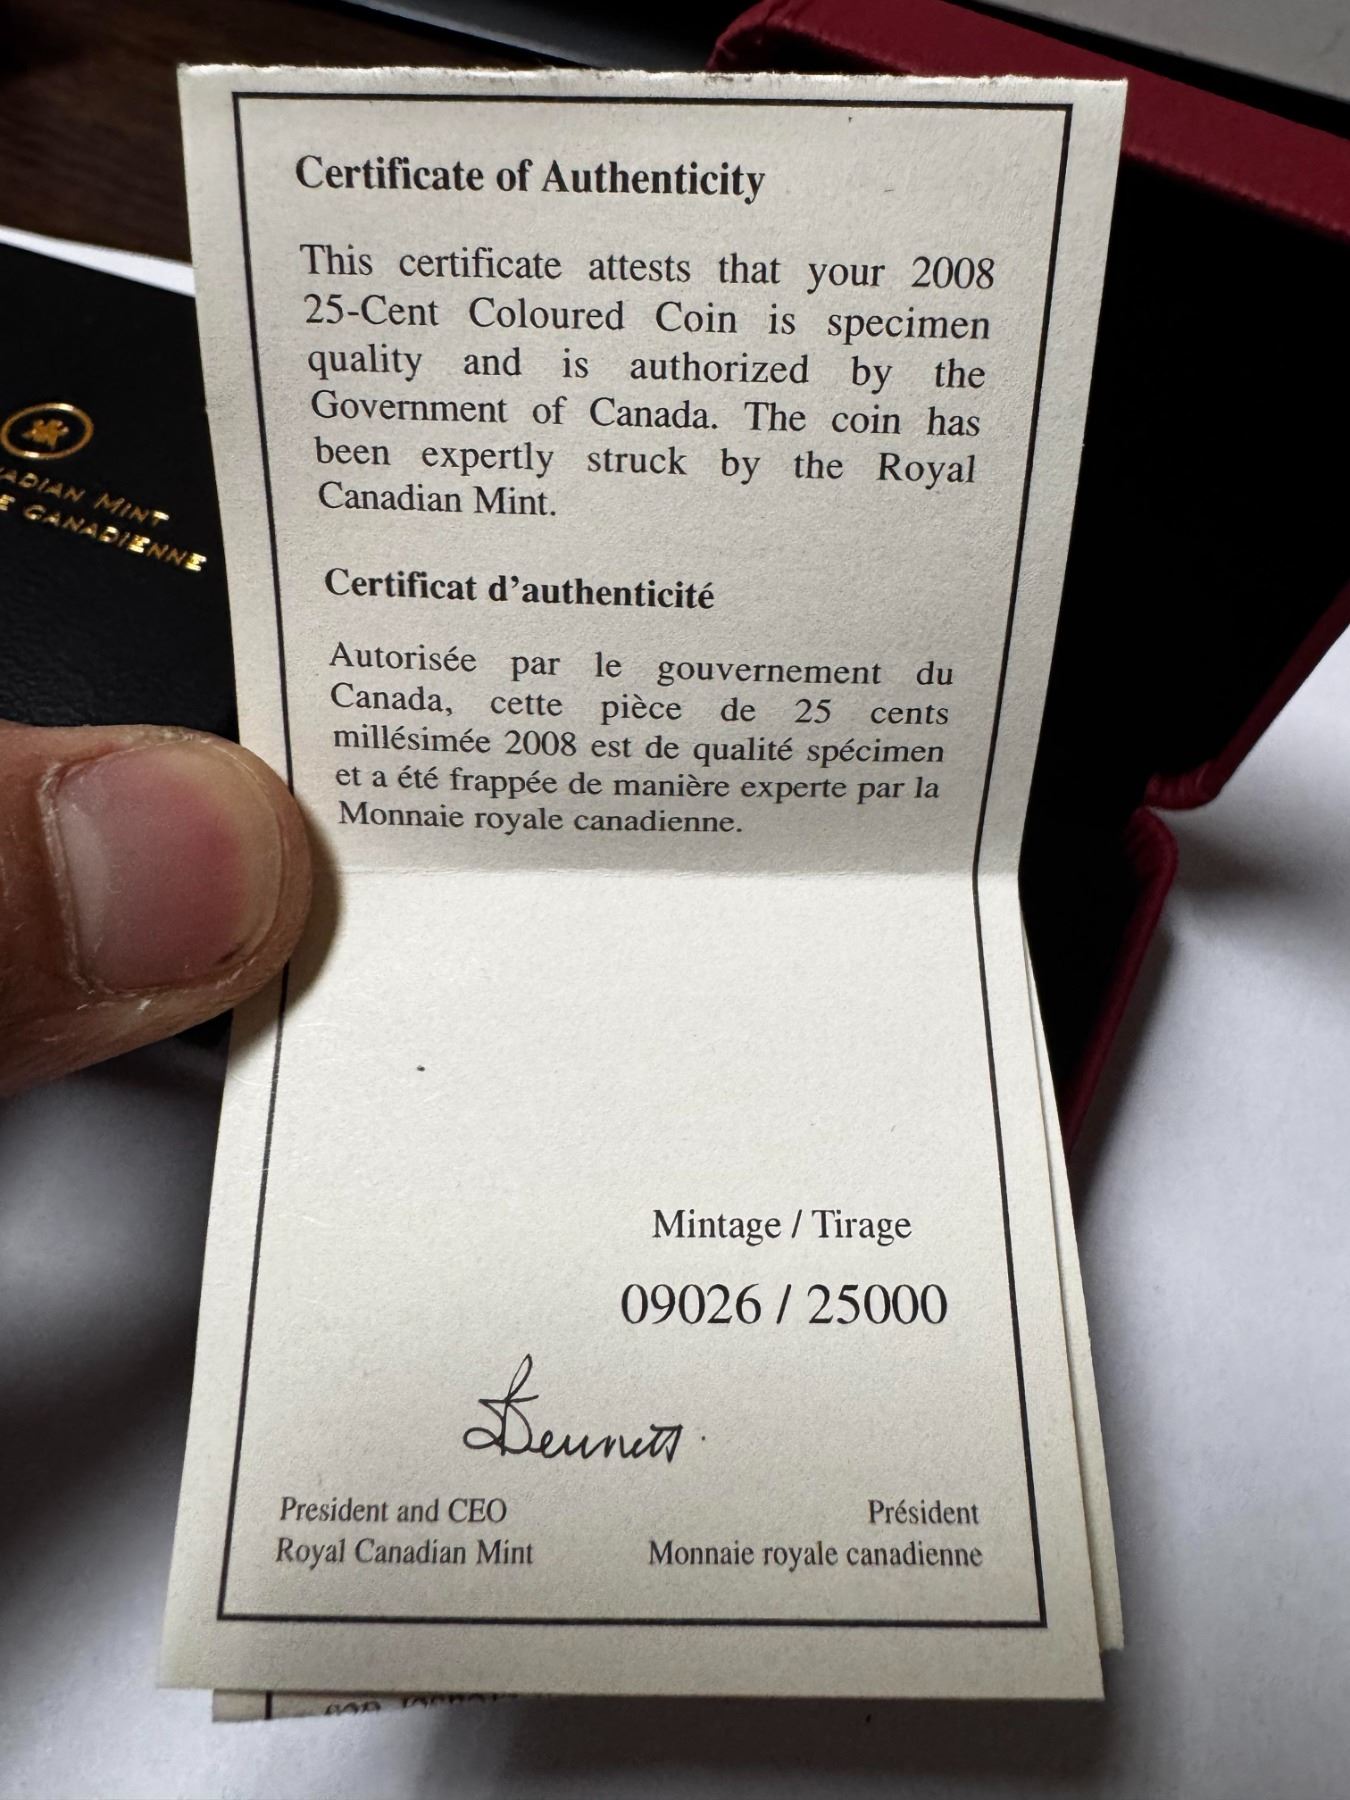 Certificate of Authenticity
This certificate attests that your 2008
25-Cent Coloured Coin is specimen
quality and is authorized by the
Government of Canada. The coin has
been expertly struck by the Royal
Canadian Mint.
Certificat d’authenticité
Autorisée par le gouvernement du
Canada, cette pièce de 25 cents
millésimée 2008 est de qualité spécimen
et a été frappée de manière experte par la
Monnaie royale canadienne.
Mintage / Tirage
09026 / 25000
Bennett
President and CEO
Royal Canadian Mint
Président
Monnaie royale canadienne
ADIAN MINT
E CANADIENNE